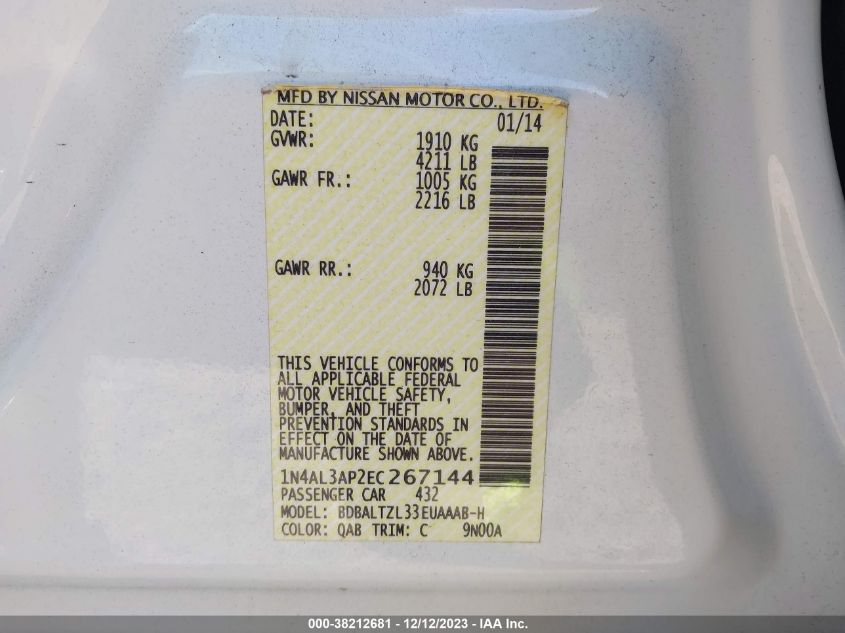 MFD BY NISSAN MOTOR CO., LTD.
DATE: 01/14
GVWR: 1910 KG
4211 LB
GAWR FR.: 1005 KG
2216 LB
GAWR RR.: 940 KG
2072 LB
THIS VEHICLE CONFORMS TO
ALL APPLICABLE FEDERAL
MOTOR VEHICLE SAFETY,
BUMPER, AND THEFT
PREVENTION STANDARDS IN
EFFECT ON THE DATE OF
MANUFACTURE SHOWN ABOVE.
1N4AL3AP2EC267144
PASSENGER CAR 432
MODEL: BDBALTZL33EUAAAB-H
COLOR: QAB TRIM: C 9N00A
000-38212681 - 12/12/2023 - IAA Inc.